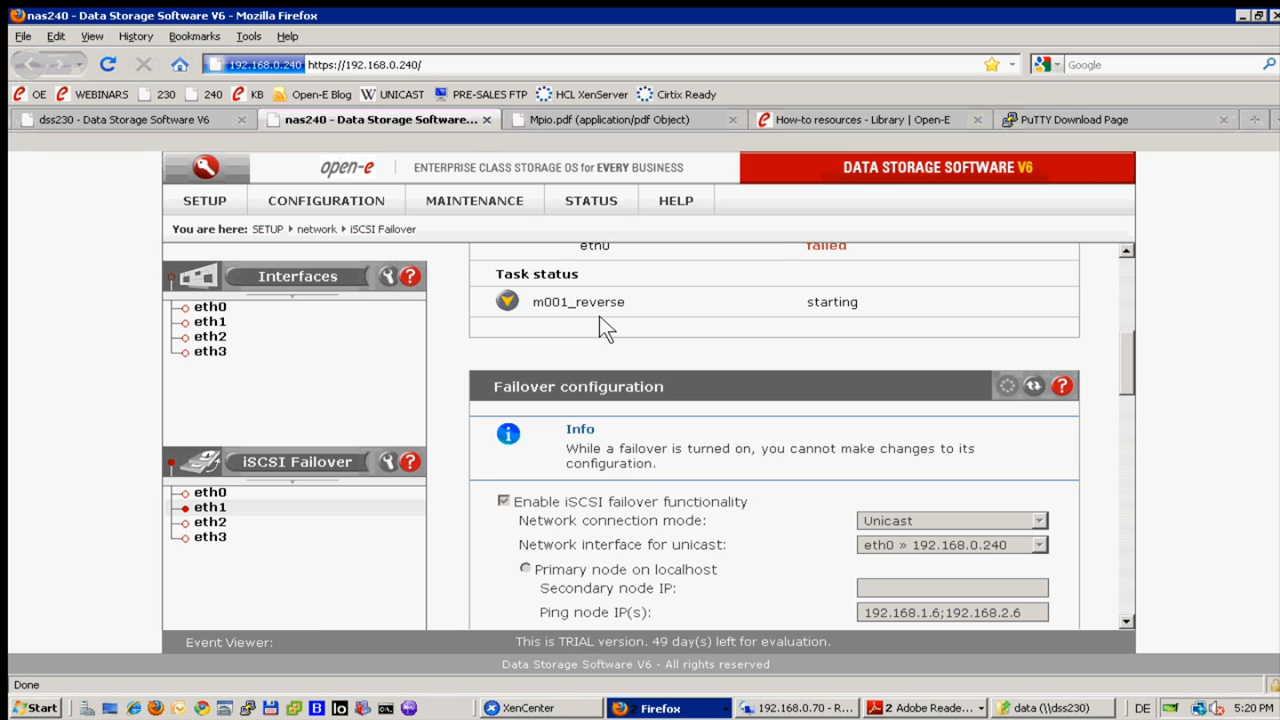 nas240 - Data Storage Software V6 - Mozilla Firefox
File Edit View History Bookmarks Tools Help
192.168.0.240 https://192.168.0.240/ Google
OE WEBINARS 230 240 KB Open-E Blog UNICAST PRE-SALES FTP HCL XenServer Cirtix Ready
dss230 - Data Storage Software V6 nas240 - Data Storage Software... Mpio.pdf (application/pdf Object) How-to resources - Library | Open-E PuTTY Download Page
open-e ENTERPRISE CLASS STORAGE OS for EVERY BUSINESS DATA STORAGE SOFTWARE V6
SETUP CONFIGURATION MAINTENANCE STATUS HELP
You are here: SETUP network iSCSI Failover
Interfaces
eth0
eth1
eth2
eth3
iSCSI Failover
eth0
eth1
eth2
eth3
eth0 failed
Task status
m001_reverse starting
Failover configuration
Info
While a failover is turned on, you cannot make changes to its
configuration.
Enable iSCSI failover functionality
Network connection mode: Unicast
Network interface for unicast: eth0 » 192.168.0.240
Primary node on localhost
Secondary node IP:
Ping node IP(s): 192.168.1.6;192.168.2.6
Event Viewer: This is TRIAL version. 49 day(s) left for evaluation.
Data Storage Software V6 - All rights reserved
Done
Start XenCenter 2 Firefox 192.168.0.70 - R... 2 Adobe Reade... data (\\dss230) DE 5:20 PM